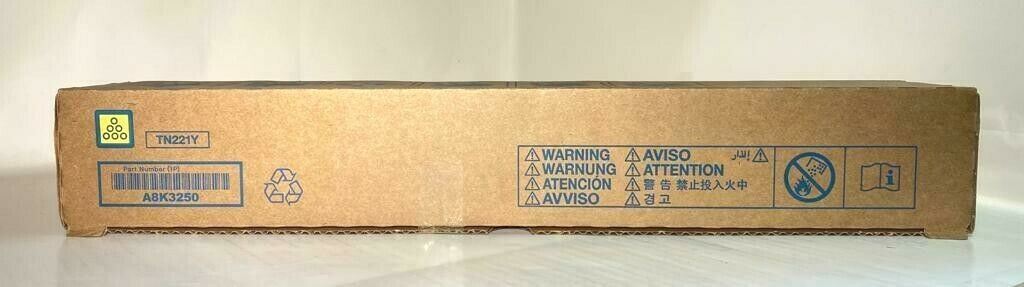 TN221Y
Part Number (1P)
A8K3250
WARNING
WARNUNG
ATENCIÓN
AVVISO
AVISO
ATTENTION
警告 禁止投入火中
경고
إنذار